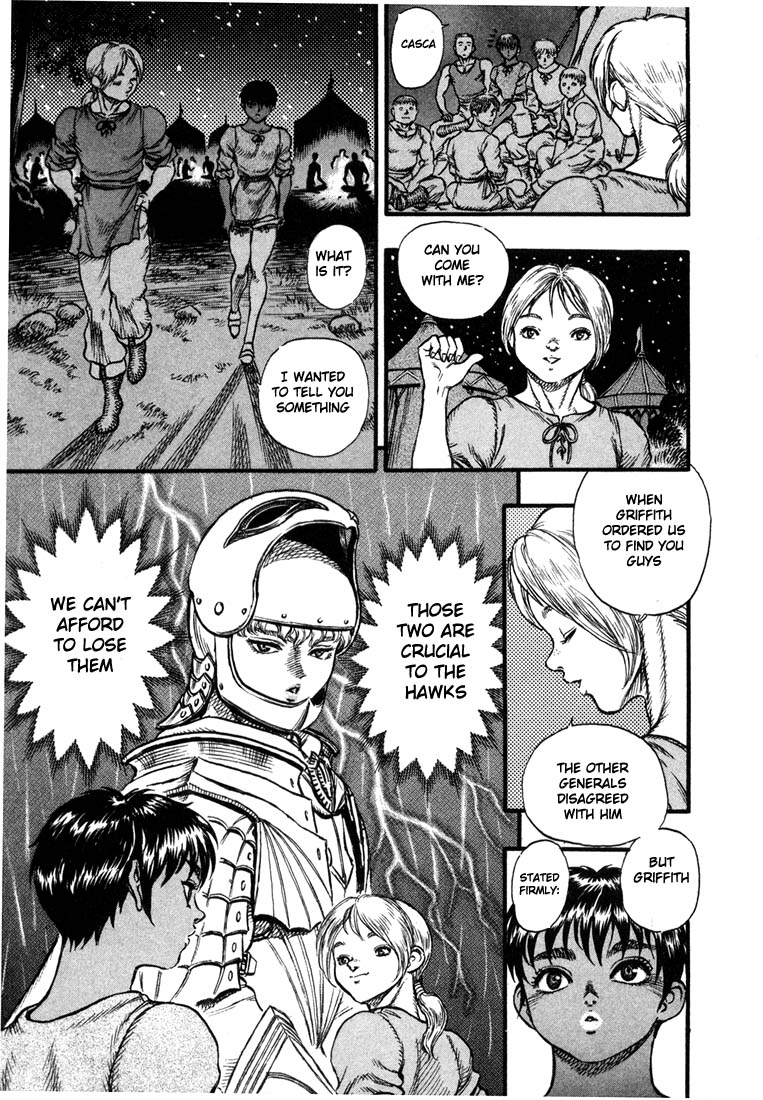 CASCA
CAN YOU
COME
WITH ME?
WHAT
IS IT?
I WANTED
TO TELL YOU
SOMETHING
WHEN
GRIFFITH
ORDERED US
TO FIND YOU
GUYS
THE OTHER
GENERALS
DISAGREED
WITH HIM
BUT
GRIFFITH
STATED
FIRMLY:
THOSE
TWO ARE
CRUCIAL
TO THE
HAWKS
WE CAN'T
AFFORD
TO LOSE
THEM